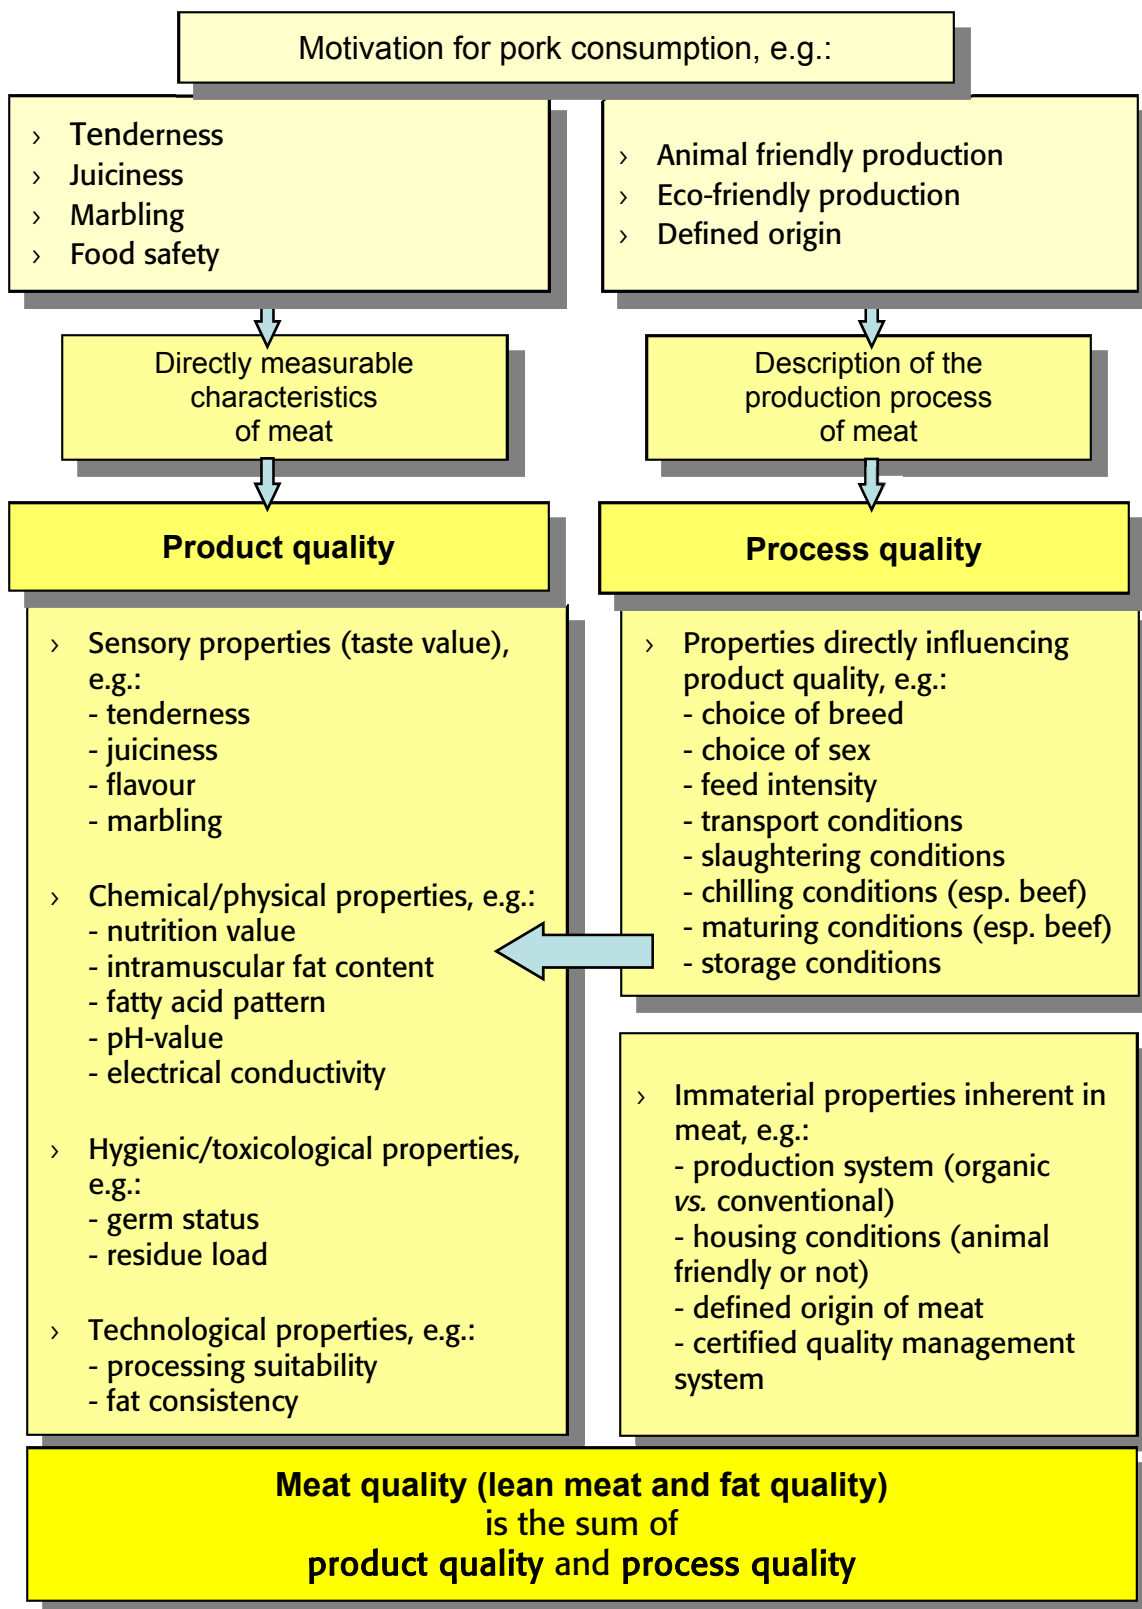 Motivation for pork consumption, e.g.:
› Tenderness
› Juiciness
› Marbling
› Food safety
› Animal friendly production
› Eco-friendly production
› Defined origin
Directly measurable
characteristics
of meat
Description of the
production process
of meat
Product quality
Process quality
› Sensory properties (taste value),
e.g.:
- tenderness
- juiciness
- flavour
- marbling
› Chemical/physical properties, e.g.:
- nutrition value
- intramuscular fat content
- fatty acid pattern
- pH-value
- electrical conductivity
› Hygienic/toxicological properties,
e.g.:
- germ status
- residue load
› Technological properties, e.g.:
- processing suitability
- fat consistency
› Properties directly influencing
product quality, e.g.:
- choice of breed
- choice of sex
- feed intensity
- transport conditions
- slaughtering conditions
- chilling conditions (esp. beef)
- maturing conditions (esp. beef)
- storage conditions
› Immaterial properties inherent in
meat, e.g.:
- production system (organic
vs. conventional)
- housing conditions (animal
friendly or not)
- defined origin of meat
- certified quality management
system
Meat quality (lean meat and fat quality)
is the sum of
product quality and process quality